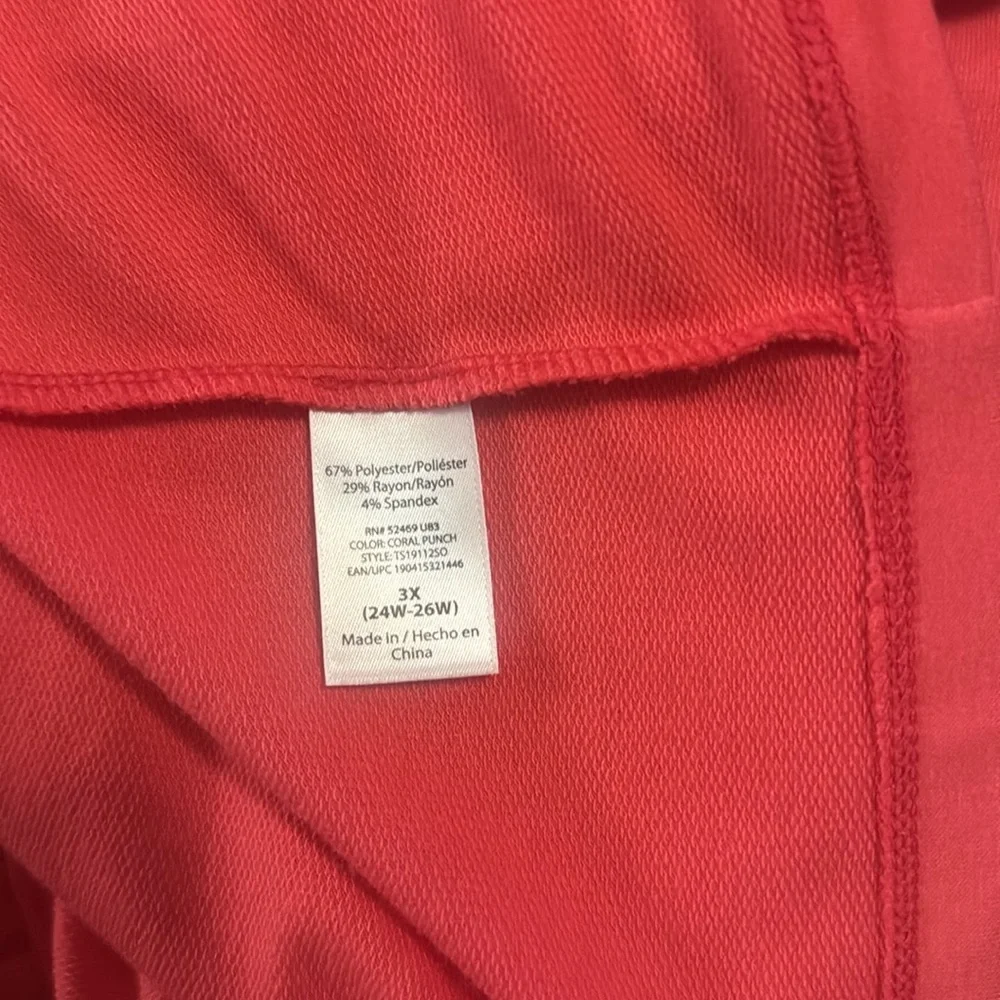 67% Polyester/Poliéster
29% Rayon/Rayón
4% Spandex
RN# 52469 UB3
COLOR: CORAL PUNCH
STYLE: TS19112SO
EAN/UPC 190415321446
3X
(24W-26W)
Made in / Hecho en
China